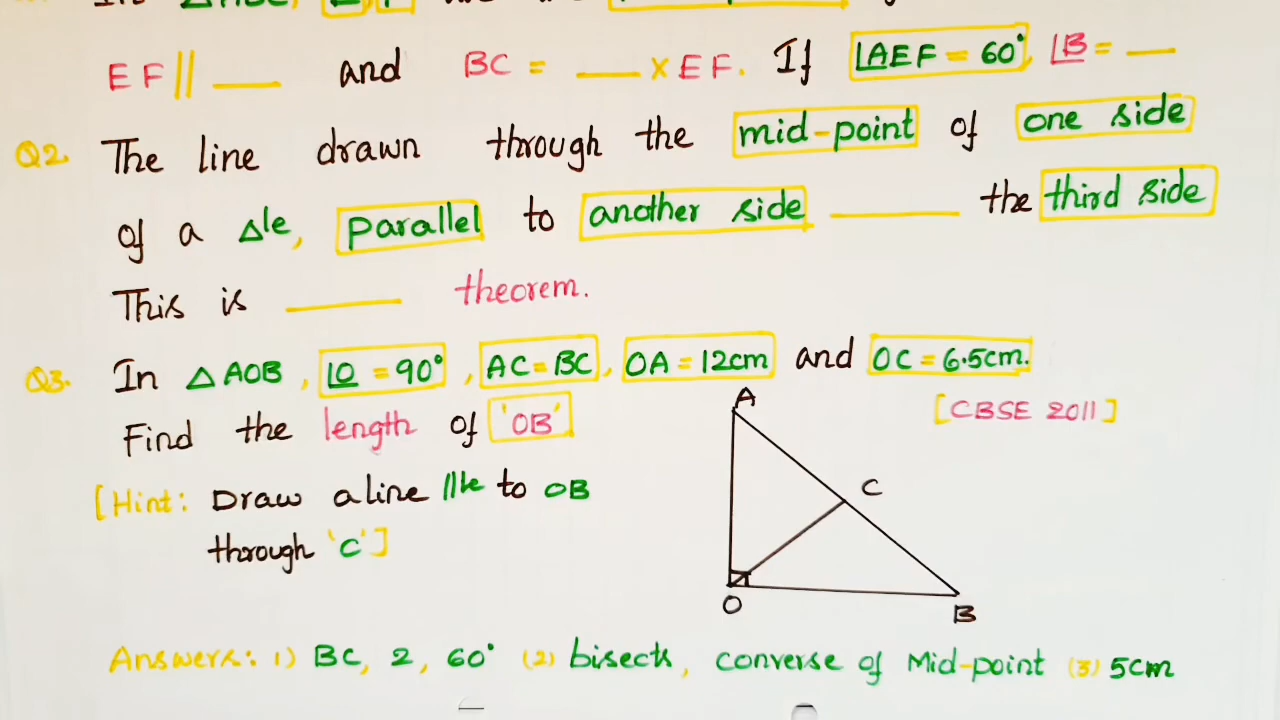 EF || ___ and BC = ___ × EF. If ∠AEF = 60°, ∠B = ___
Q2. The line drawn through the mid-point of one side
of a Δle, parallel to another side ______ the third side
This is ______ theorem.
Q3. In ΔAOB, ∠O = 90°, AC = BC, OA = 12cm and OC = 6.5cm.
[CBSE 2011]
Find the length of 'OB'
[Hint: Draw a line ||le to OB
through 'C']
A
C
O
B
Answers: 1) BC, 2, 60° (2) bisects, converse of Mid-point (3) 5cm